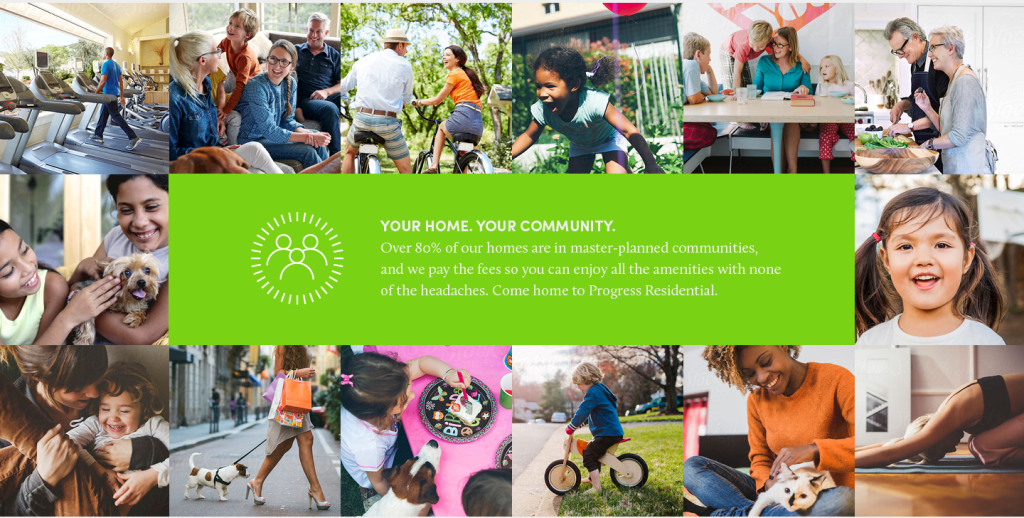 YOUR HOME. YOUR COMMUNITY.
Over 80% of our homes are in master-planned communities,
and we pay the fees so you can enjoy all the amenities with none
of the headaches. Come home to Progress Residential.